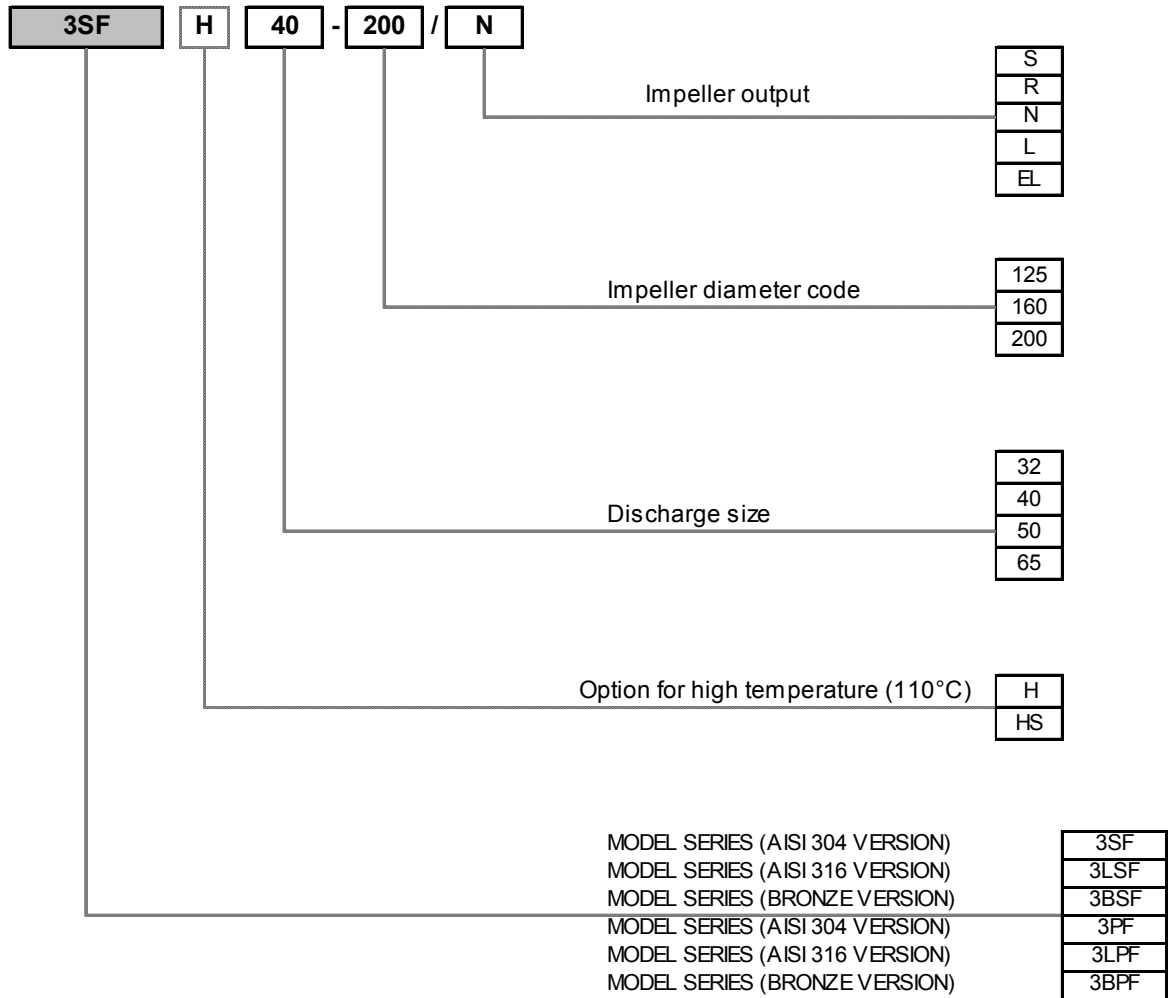 3SF H 40 - 200 / N
S
R
Impeller output
N
L
EL
125
Impeller diameter code
160
200
32
40
Discharge size
50
65
Option for high temperature (110°C) H
HS
MODEL SERIES (AISI 304 VERSION) 3SF
MODEL SERIES (AISI 316 VERSION) 3LSF
MODEL SERIES (BRONZE VERSION) 3BSF
MODEL SERIES (AISI 304 VERSION) 3PF
MODEL SERIES (AISI 316 VERSION) 3LPF
MODEL SERIES (BRONZE VERSION) 3BPF